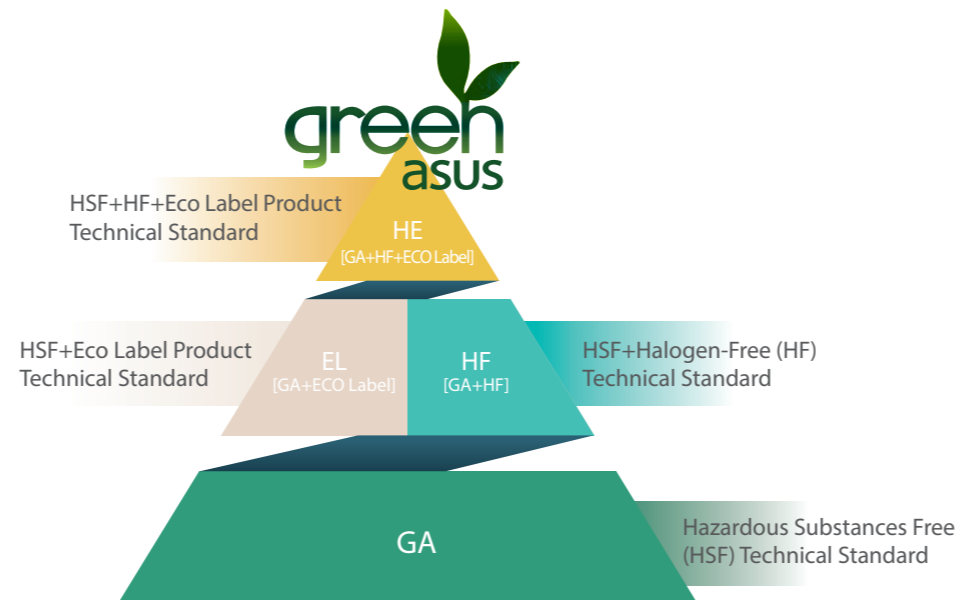 green
asus
HSF+HF+Eco Label Product
Technical Standard
HE
[GA+HF+ECO Label]
HSF+Eco Label Product
Technical Standard
EL
[GA+ECO Label]
HF
[GA+HF]
HSF+Halogen-Free (HF)
Technical Standard
GA
Hazardous Substances Free
(HSF) Technical Standard